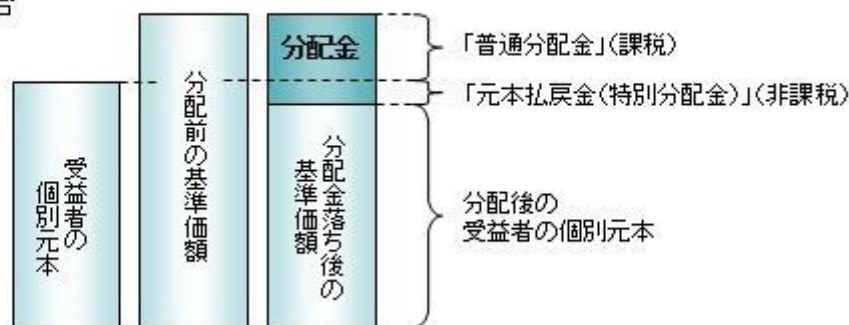 合
分配金
「普通分配金」(課税)
「元本払戻金(特別分配金)」(非課税)
受益者の
個別元本
分配前の基準価額
分配金落ち後の
基準価額
分配後の
受益者の個別元本